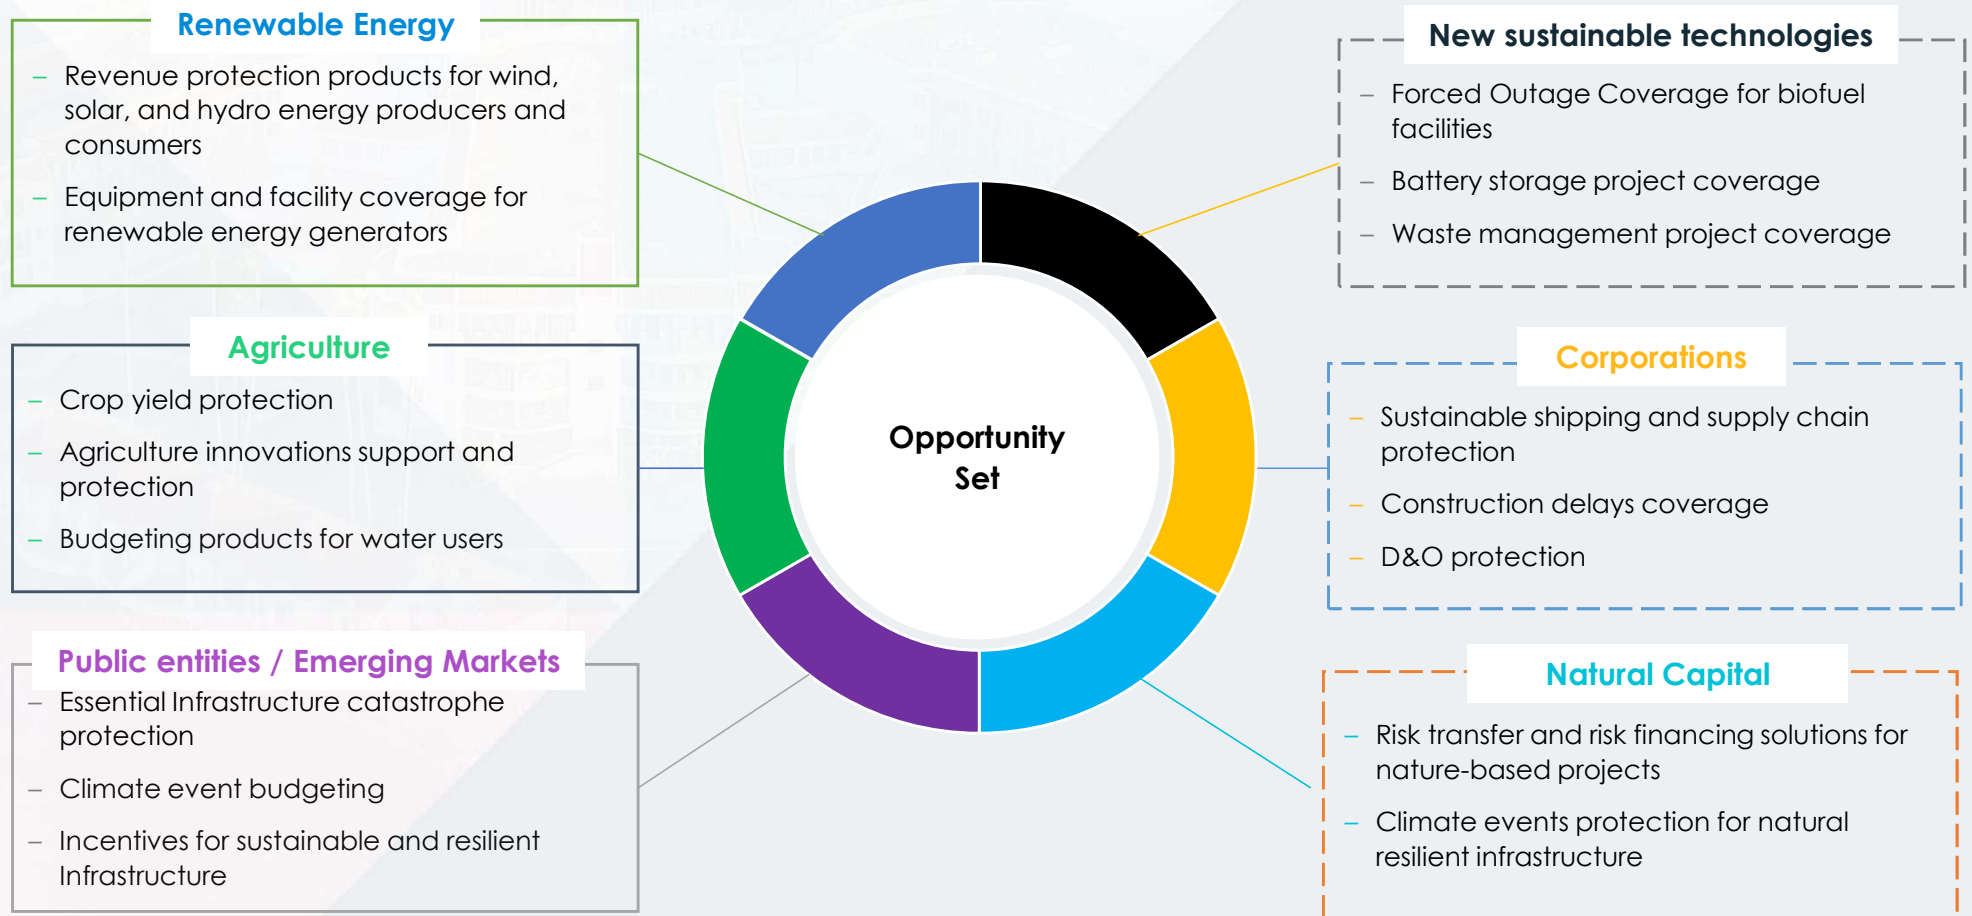 Renewable Energy
– Revenue protection products for wind,
solar, and hydro energy producers and
consumers
– Equipment and facility coverage for
renewable energy generators
Agriculture
– Crop yield protection
– Agriculture innovations support and
protection
– Budgeting products for water users
Public entities / Emerging Markets
– Essential Infrastructure catastrophe
protection
– Climate event budgeting
– Incentives for sustainable and resilient
Infrastructure
Opportunity
Set
New sustainable technologies
– Forced Outage Coverage for biofuel
facilities
– Battery storage project coverage
– Waste management project coverage
Corporations
– Sustainable shipping and supply chain
protection
– Construction delays coverage
– D&O protection
Natural Capital
– Risk transfer and risk financing solutions for
nature-based projects
– Climate events protection for natural
resilient infrastructure